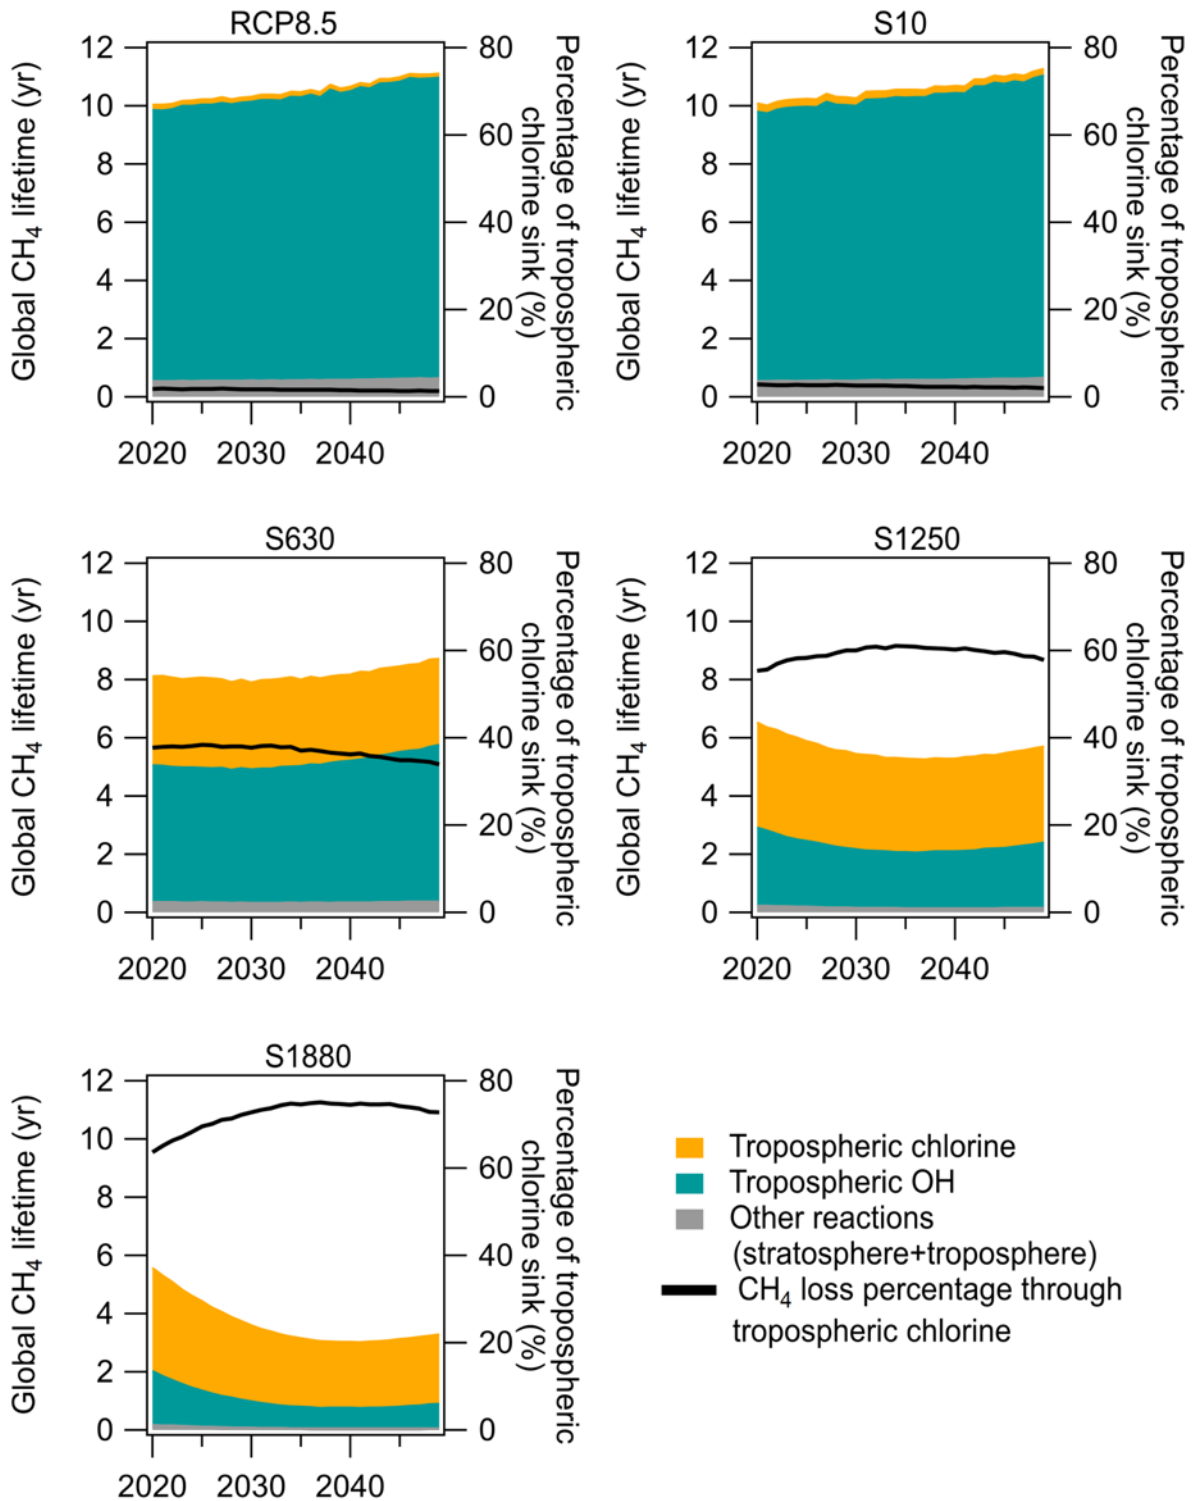 RCP8.5
12
10
8
6
4
2
0
Global CH4 lifetime (yr)
80
60
40
20
0
Percentage of tropospheric
chlorine sink (%)
2020 2030 2040
S10
12
10
8
6
4
2
0
Global CH4 lifetime (yr)
80
60
40
20
0
Percentage of tropospheric
chlorine sink (%)
2020 2030 2040
S630
12
10
8
6
4
2
0
Global CH4 lifetime (yr)
80
60
40
20
0
Percentage of tropospheric
chlorine sink (%)
2020 2030 2040
S1250
12
10
8
6
4
2
0
Global CH4 lifetime (yr)
80
60
40
20
0
Percentage of tropospheric
chlorine sink (%)
2020 2030 2040
S1880
12
10
8
6
4
2
0
Global CH4 lifetime (yr)
80
60
40
20
0
Percentage of tropospheric
chlorine sink (%)
2020 2030 2040
Tropospheric chlorine
Tropospheric OH
Other reactions
(stratosphere+troposphere)
CH4 loss percentage through
tropospheric chlorine